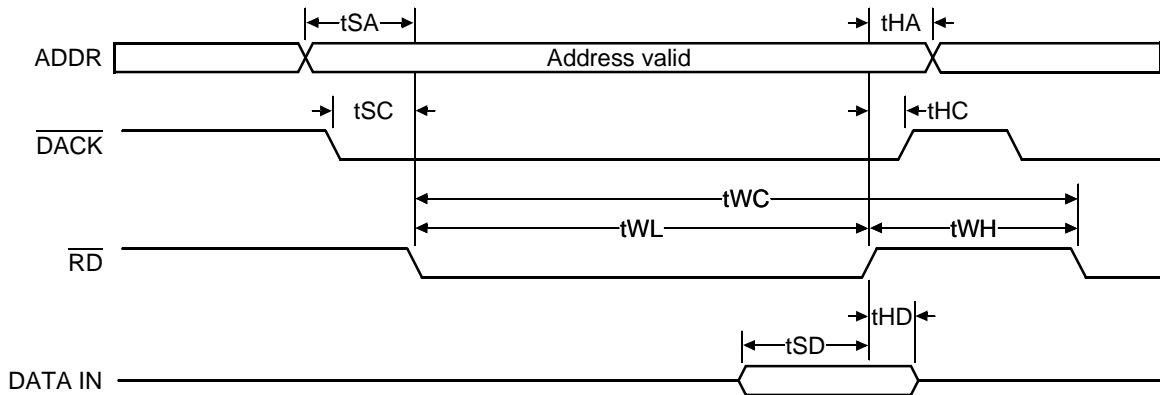 tSA
tHA
ADDR
Address valid
tSC
tHC
DACK
tWC
tWL
tWH
RD
tHD
tSD
DATA IN